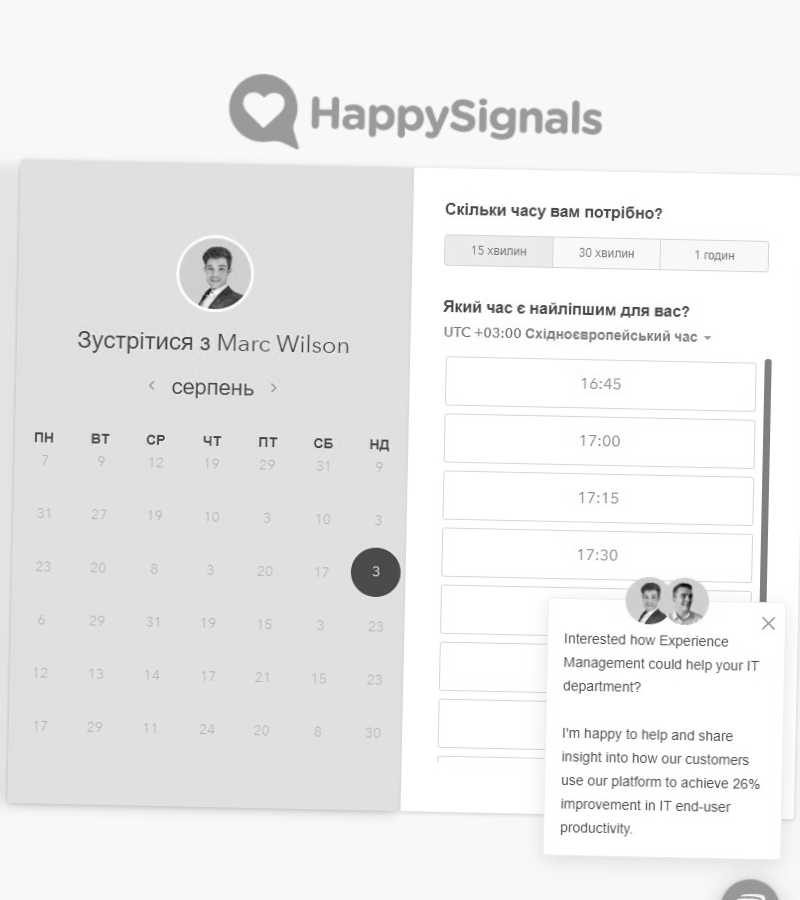 HappySignals
Зустрітися з Marc Wilson
серпень
ПН ВТ СР ЧТ ПТ СБ НД
7 9 12 19 29 31 9
31 27 19 10 3 10 3
23 20 8 3 20 17 3
6 29 31 19 15 3 23
12 13 14 17 21 15 23
17 29 11 24 20 8 30
Скільки часу вам потрібно?
15 хвилин 30 хвилин 1 годин
Який час є найліпшим для вас?
UTC +03:00 Східноєвропейський час
16:45
17:00
17:15
17:30
Interested how Experience
Management could help your IT
department?
I'm happy to help and share
insight into how our customers
use our platform to achieve 26%
improvement in IT end-user
productivity.